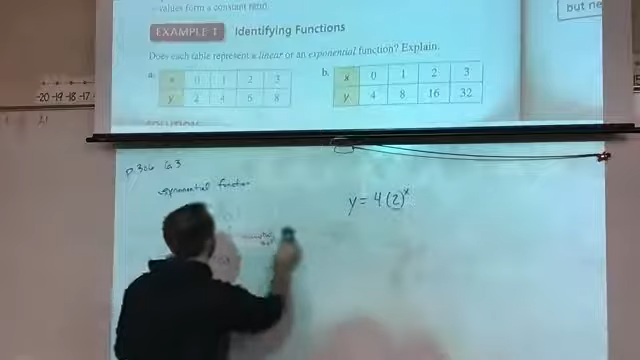 y-values form a constant ratio.
but ne
EXAMPLE 1 Identifying Functions
Does each table represent a linear or an exponential function? Explain.
a. x 0 1 2 3
y 2 4 6 8
b. x 0 1 2 3
y 4 8 16 32
-20 -19 -18 -17
p. 306 6.3
exponential function
y = 4(2)^x